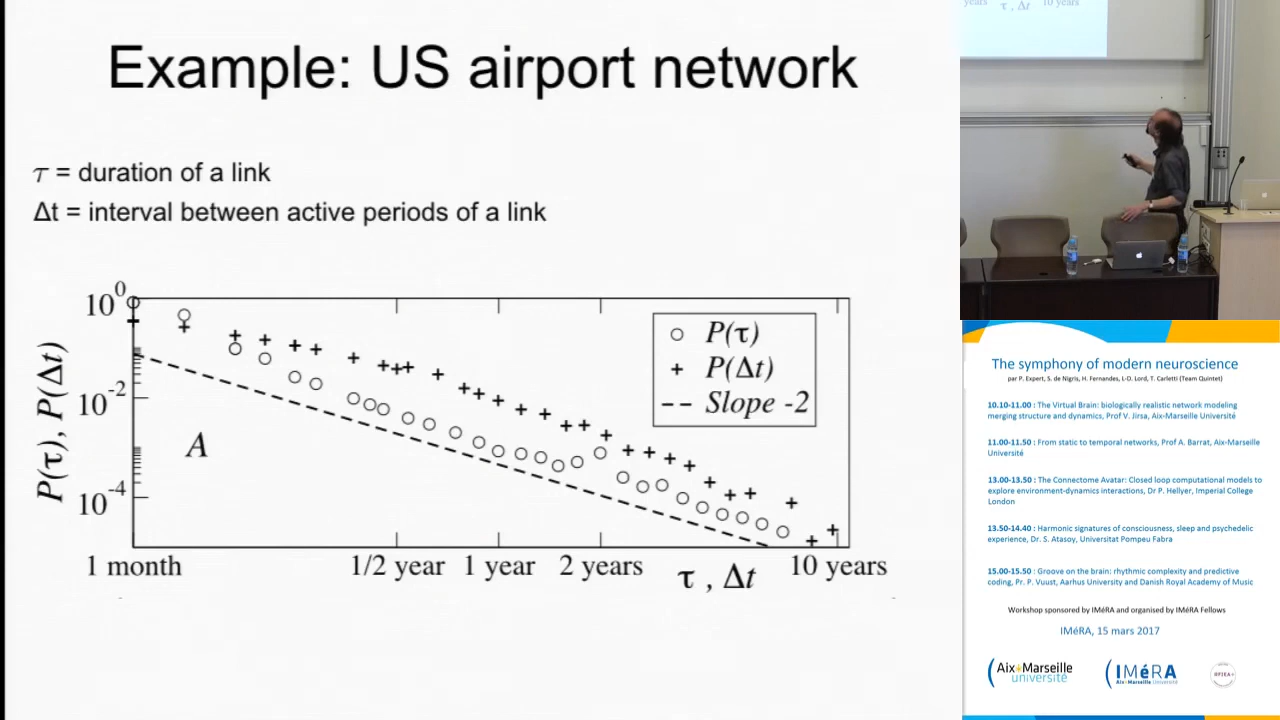 Example: US airport network
τ = duration of a link
Δt = interval between active periods of a link
10^0
10^-2
10^-4
P(τ), P(Δt)
A
P(τ)
P(Δt)
Slope -2
1 month
1/2 year
1 year
2 years
τ , Δt
10 years
years τ , Δt 10 years
The symphony of modern neuroscience
par P. Expert, S. de Nigris, H. Fernandes, L-D. Lord, T. Carletti (Team Quintet)
10.10-11.00 : The Virtual Brain: biologically realistic network modeling
merging structure and dynamics, Prof V. Jirsa, Aix-Marseille Université
11.00-11.50 : From static to temporal networks, Prof A. Barrat, Aix-Marseille
Université
13.00-13.50 : The Connectome Avatar: Closed loop computational models to
explore environment-dynamics interactions, Dr P. Hellyer, Imperial College
London
13.50-14.40 : Harmonic signatures of consciousness, sleep and psychedelic
experience, Dr. S. Atasoy, Universitat Pompeu Fabra
15.00-15.50 : Groove on the brain: rhythmic complexity and predictive
coding, Pr. P. Vuust, Aarhus University and Danish Royal Academy of Music
Workshop sponsored by IMéRA and organised by IMéRA Fellows
IMéRA, 15 mars 2017
Aix*Marseille
université
IMéRA
Aix-Marseille Université